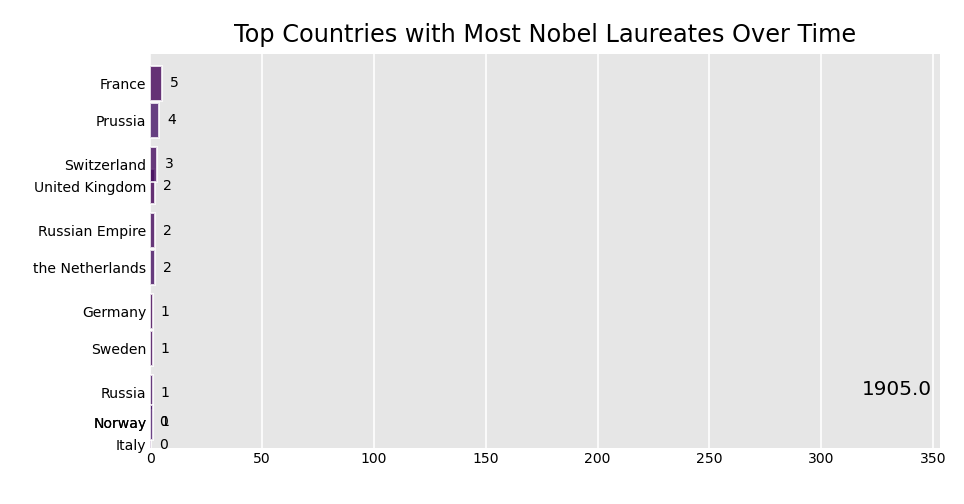 Top Countries with Most Nobel Laureates Over Time
France 5
Prussia 4
Switzerland 3
United Kingdom 2
Russian Empire 2
the Netherlands 2
Germany 1
Sweden 1
Russia 1
1905.0
Norway 1
Italy 0
0 50 100 150 200 250 300 350